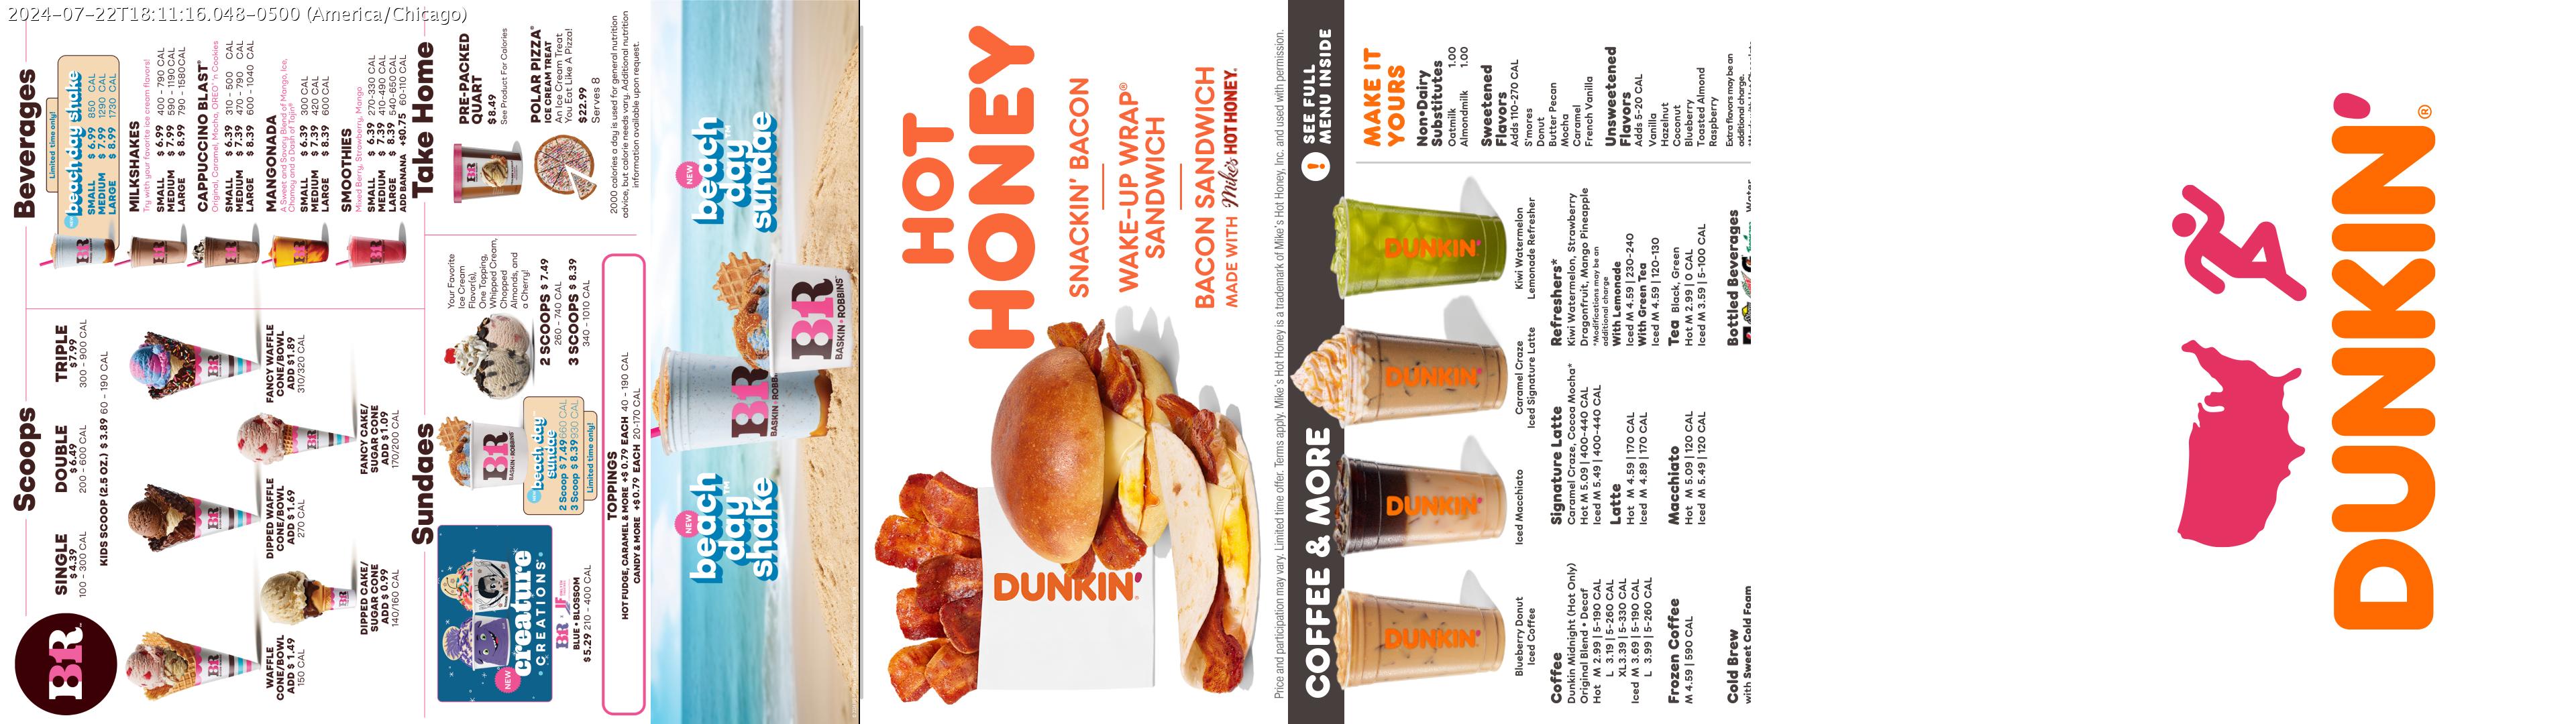 2024-07-22T18:11:16.048-0500 (America/Chicago)
BR
Scoops
SINGLE
$ 4.39
100 - 300 CAL
DOUBLE
$ 6.49
200 - 600 CAL
TRIPLE
$ 7.99
300 - 900 CAL
KIDS SCOOP (2.5 OZ.) $ 3.89 60 - 190 CAL
WAFFLE
CONE/BOWL
ADD $ 1.49
150 CAL
DIPPED WAFFLE
CONE/BOWL
ADD $ 1.69
270 CAL
FANCY WAFFLE
CONE/BOWL
ADD $1.89
310/320 CAL
DIPPED CAKE/
SUGAR CONE
ADD $ 0.99
140/160 CAL
FANCY CAKE/
SUGAR CONE
ADD $ 1.09
170/200 CAL
Beverages
Limited time only!
beach day shake
SMALL $ 6.99 850 CAL
MEDIUM $ 7.99 1290 CAL
LARGE $ 8.99 1730 CAL
MILKSHAKES
Try with your favorite ice cream flavors!
SMALL $ 6.99 400 - 790 CAL
MEDIUM $ 7.99 590 - 1190 CAL
LARGE $ 8.99 790 - 1580 CAL
CAPPUCCINO BLAST®
Original, Caramel, Mocha, OREO® 'n Cookies
SMALL $ 6.39 310 - 500 CAL
MEDIUM $ 7.39 470 - 790 CAL
LARGE $ 8.39 600 - 1040 CAL
MANGONADA
A Sweet and Savory Blend of Mango, Ice,
Chamoy and a Dash of Tajín®
SMALL $ 6.39 300 CAL
MEDIUM $ 7.39 420 CAL
LARGE $ 8.39 600 CAL
SMOOTHIES
Mixed Berry, Strawberry, Mango
SMALL $ 6.39 270-330 CAL
MEDIUM $ 7.39 410-490 CAL
LARGE $ 8.39 540-650 CAL
ADD BANANA +$0.75 60-110 CAL
Sundaes
NEW
creature
CREATIONS®
BR
BLUE • BLOSSOM
$ 5.29 210 - 400 CAL
BR
BASKIN·ROBBINS
beach day
sundae
2 Scoop $ 7.49 660 CAL
3 Scoop $ 8.39 930 CAL
Limited time only!
Your Favorite
Ice Cream
Flavor(s),
One Topping,
Whipped Cream,
Chopped
Almonds, and
a Cherry!
2 SCOOPS $ 7.49
260 - 740 CAL
3 SCOOPS $ 8.39
340 - 1010 CAL
TOPPINGS
HOT FUDGE, CARAMEL & MORE +$ 0.79 EACH 40 - 190 CAL
CANDY & MORE +$ 0.79 EACH 20-170 CAL
Take Home
PRE-PACKED
QUART
$ 8.49
See Product For Calories
POLAR PIZZA®
ICE CREAM TREAT
An Ice Cream Treat
You Eat Like A Pizza!
$22.99
Serves 8
2000 calories a day is used for general nutrition
advice, but calorie needs vary. Additional nutrition
information available upon request.
NEW
beach
day
shake
BR
BASKIN·ROBB
BR
BASKIN·ROBBINS
NEW
beach
day™
sundae
DUNKIN'
HOT
HONEY
SNACKIN' BACON
WAKE-UP WRAP®
SANDWICH
BACON SANDWICH
MADE WITH Mike's HOT HONEY.
Price and participation may vary. Limited time offer. Terms apply. Mike's Hot Honey is a trademark of Mike's Hot Honey, Inc. and used with permission.
COFFEE & MORE
! SEE FULL
MENU INSIDE
DUNKIN'
DUNKIN'
DUNKIN'
DUNKIN'
Blueberry Donut
Iced Coffee
Iced Macchiato
Caramel Craze
Iced Signature Latte
Kiwi Watermelon
Lemonade Refresher
Coffee
Dunkin Midnight (Hot Only)
Original Blend • Decaf
Hot M 2.99 | 5-190 CAL
L 3.19 | 5-260 CAL
XL 3.39 | 5-330 CAL
Iced M 3.69 | 5-190 CAL
L 3.99 | 5-260 CAL
Frozen Coffee
M 4.59 | 590 CAL
Cold Brew
with Sweet Cold Foam
Signature Latte
Caramel Craze, Cocoa Mocha*
Hot M 5.09 | 400-440 CAL
Iced M 5.49 | 400-440 CAL
Latte
Hot M 4.59 | 170 CAL
Iced M 4.89 | 170 CAL
Macchiato
Hot M 5.09 | 120 CAL
Iced M 5.49 | 120 CAL
Refreshers*
Kiwi Watermelon, Strawberry
Dragonfruit, Mango Pineapple
*Modifications may be an
additional charge
With Lemonade
Iced M 4.59 | 230-240
With Green Tea
Iced M 4.59 | 120-130
Tea Black, Green
Hot M 2.99 | 0 CAL
Iced M 3.59 | 5-100 CAL
Bottled Beverages
Water
MAKE IT
YOURS
Non•Dairy
Substitutes
Oatmilk 1.00
Almondmilk 1.00
Sweetened
Flavors
Adds 110-270 CAL
S'mores
Donut
Butter Pecan
Mocha
Caramel
French Vanilla
Unsweetened
Flavors
Adds 5-20 CAL
Vanilla
Hazelnut
Coconut
Blueberry
Toasted Almond
Raspberry
Extra flavors may be an
additional charge.
DUNKIN'®